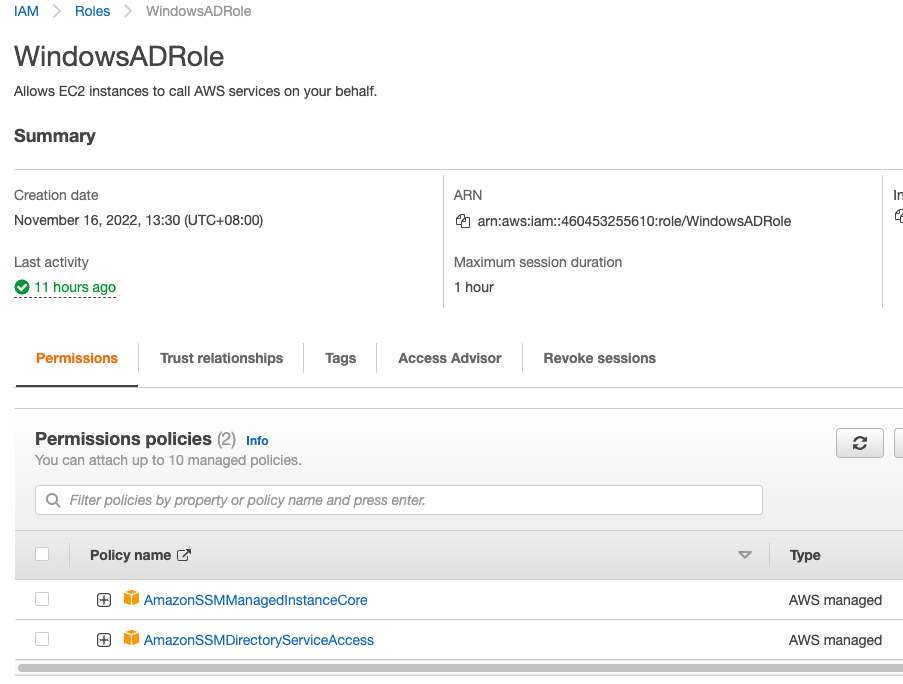 IAM > Roles > WindowsADRole
WindowsADRole
Allows EC2 instances to call AWS services on your behalf.
Summary
Creation date
November 16, 2022, 13:30 (UTC+08:00)
Last activity
11 hours ago
ARN
arn:aws:iam::460453255610:role/WindowsADRole
Maximum session duration
1 hour
In
Permissions Trust relationships Tags Access Advisor Revoke sessions
Permissions policies (2) Info
You can attach up to 10 managed policies.
Filter policies by property or policy name and press enter.
Policy name Type
AmazonSSMManagedInstanceCore AWS managed
AmazonSSMDirectoryServiceAccess AWS managed